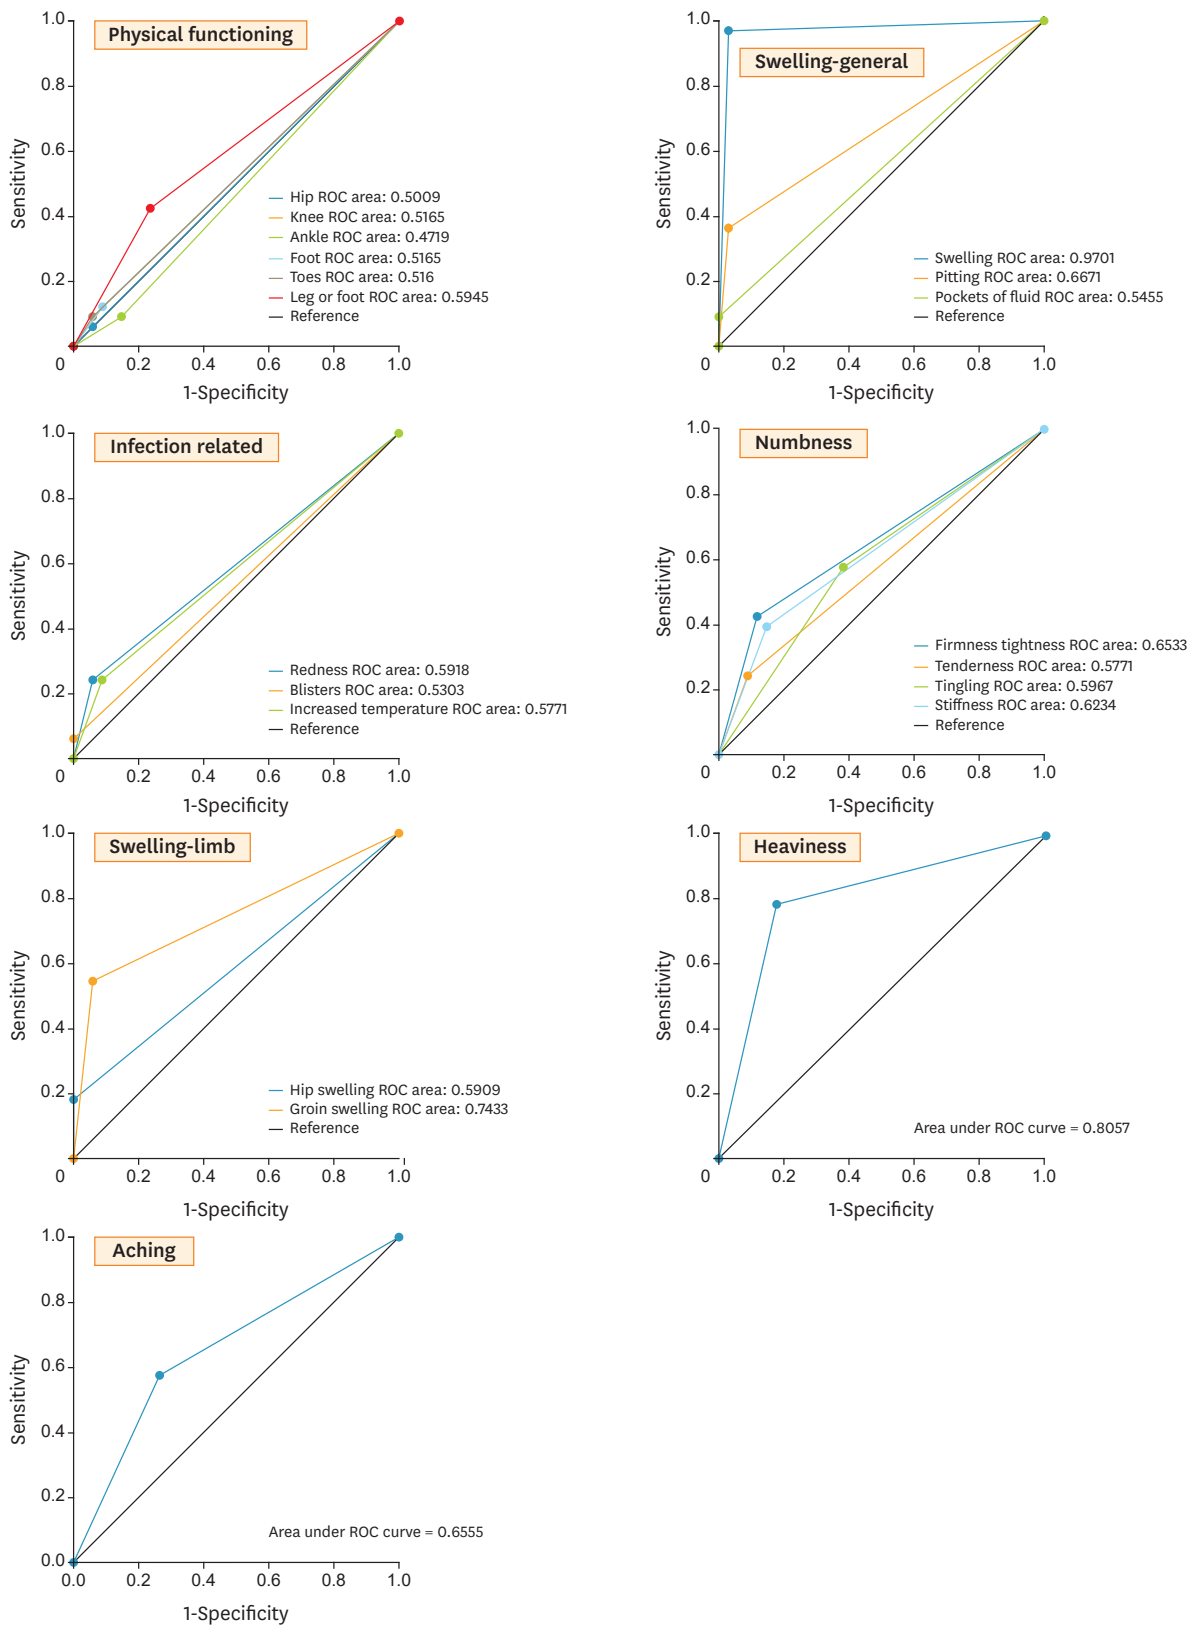 Physical functioning
1.0
0.8
0.6
0.4
0.2
0
0.2
0.4
0.6
0.8
1.0
Sensitivity
1-Specificity
Hip ROC area: 0.5009
Knee ROC area: 0.5165
Ankle ROC area: 0.4719
Foot ROC area: 0.5165
Toes ROC area: 0.516
Leg or foot ROC area: 0.5945
Reference
Swelling-general
1.0
0.8
0.6
0.4
0.2
0
0.2
0.4
0.6
0.8
1.0
Sensitivity
1-Specificity
Swelling ROC area: 0.9701
Pitting ROC area: 0.6671
Pockets of fluid ROC area: 0.5455
Reference
Infection related
1.0
0.8
0.6
0.4
0.2
0
0.2
0.4
0.6
0.8
1.0
Sensitivity
1-Specificity
Redness ROC area: 0.5918
Blisters ROC area: 0.5303
Increased temperature ROC area: 0.5771
Reference
Numbness
1.0
0.8
0.6
0.4
0.2
0
0.2
0.4
0.6
0.8
1.0
Sensitivity
1-Specificity
Firmness tightness ROC area: 0.6533
Tenderness ROC area: 0.5771
Tingling ROC area: 0.5967
Stiffness ROC area: 0.6234
Reference
Swelling-limb
1.0
0.8
0.6
0.4
0.2
0
0.2
0.4
0.6
0.8
1.0
Sensitivity
1-Specificity
Hip swelling ROC area: 0.5909
Groin swelling ROC area: 0.7433
Reference
Heaviness
1.0
0.8
0.6
0.4
0.2
0
0.2
0.4
0.6
0.8
1.0
Sensitivity
1-Specificity
Area under ROC curve = 0.8057
Aching
1.0
0.8
0.6
0.4
0.2
0.0
0.0
0.2
0.4
0.6
0.8
1.0
Sensitivity
1-Specificity
Area under ROC curve = 0.6555